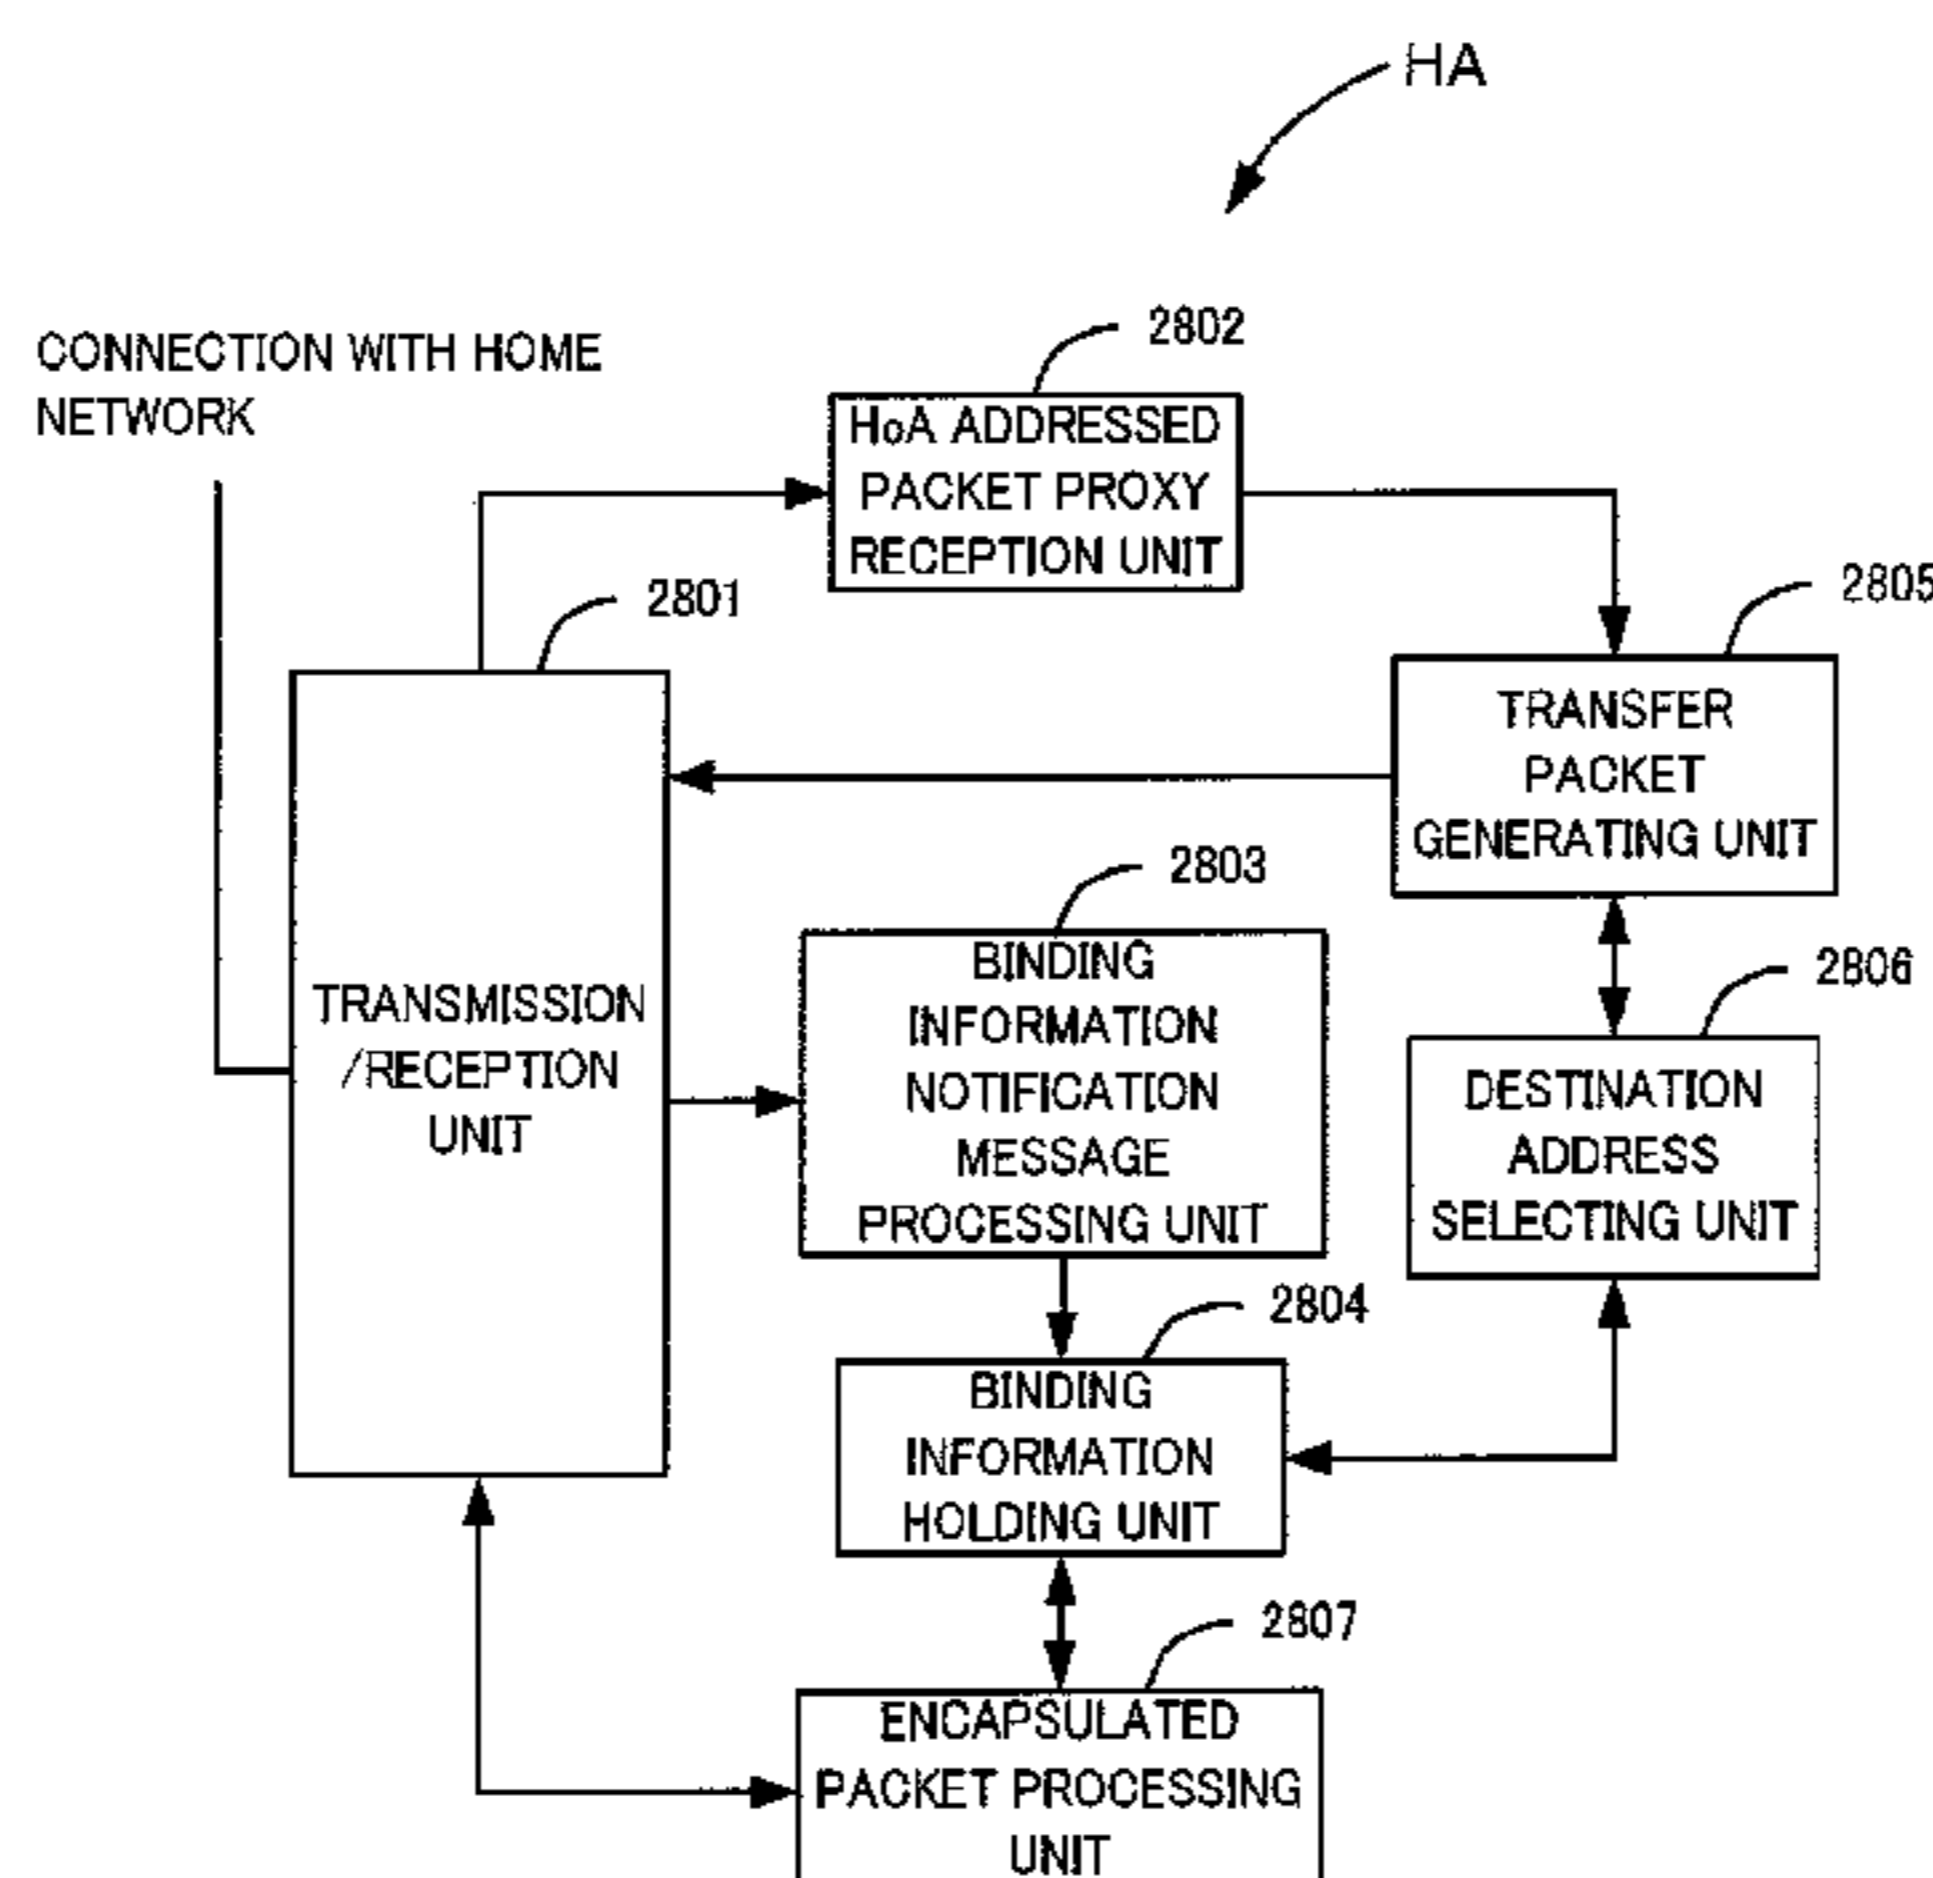 HA
CONNECTION WITH HOME
NETWORK
2802
HoA ADDRESSED
PACKET PROXY
RECEPTION UNIT
2801
2805
TRANSFER
PACKET
GENERATING UNIT
TRANSMISSION
/RECEPTION
UNIT
2803
BINDING
INFORMATION
NOTIFICATION
MESSAGE
PROCESSING UNIT
2806
DESTINATION
ADDRESS
SELECTING UNIT
2804
BINDING
INFORMATION
HOLDING UNIT
2807
ENCAPSULATED
PACKET PROCESSING
UNIT